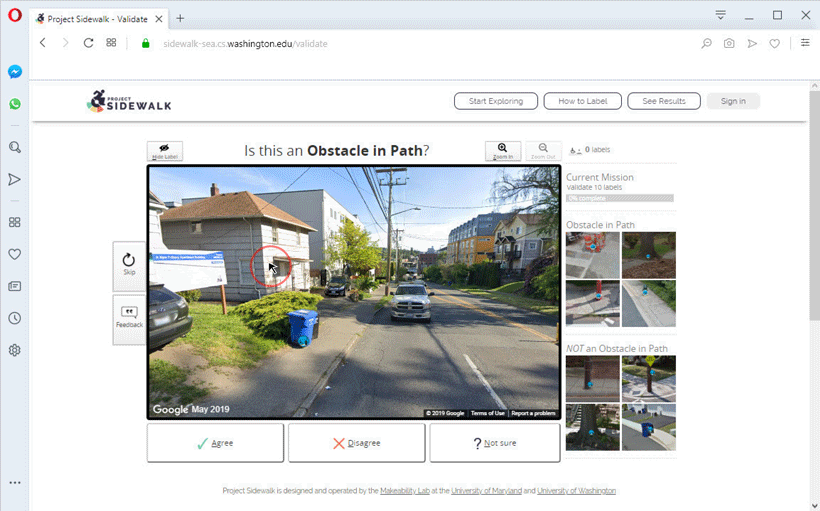 Project Sidewalk - Validate
sidewalk-sea.cs.washington.edu/validate
PROJECT
SIDEWALK
Start Exploring
How to Label
See Results
Sign in
Hide Label
Is this an Obstacle in Path?
Zoom In
Zoom Out
0 labels
Current Mission
Validate 10 labels
0% complete
Obstacle in Path
Skip
Feedback
NOT an Obstacle in Path
Google May 2019
© 2019 Google
Terms of Use
Report a problem
Agree
Disagree
Not sure
Project Sidewalk is designed and operated by the Makeability Lab at the University of Maryland and University of Washington